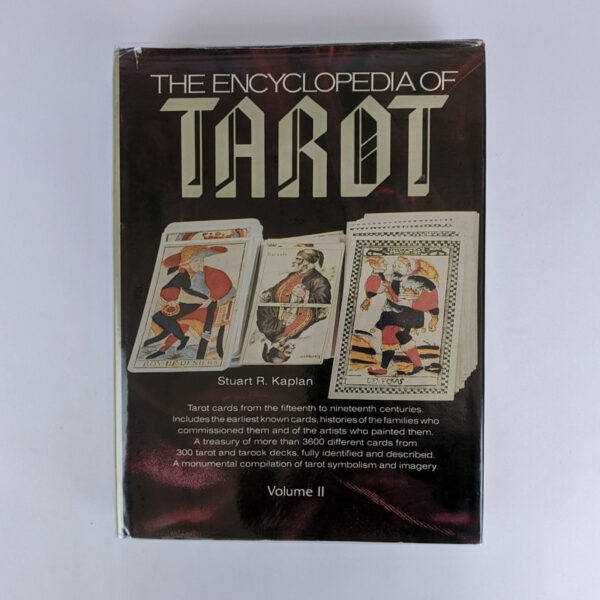 THE ENCYCLOPEDIA OF
TAROT
Stuart R. Kaplan
Tarot cards from the fifteenth to nineteenth centuries.
Includes the earliest known cards, histories of the families who
commissioned them and of the artists who painted them.
A treasury of more than 3600 different cards from
300 tarot and tarock decks, fully identified and described.
A monumental compilation of tarot symbolism and imagery.
Volume II